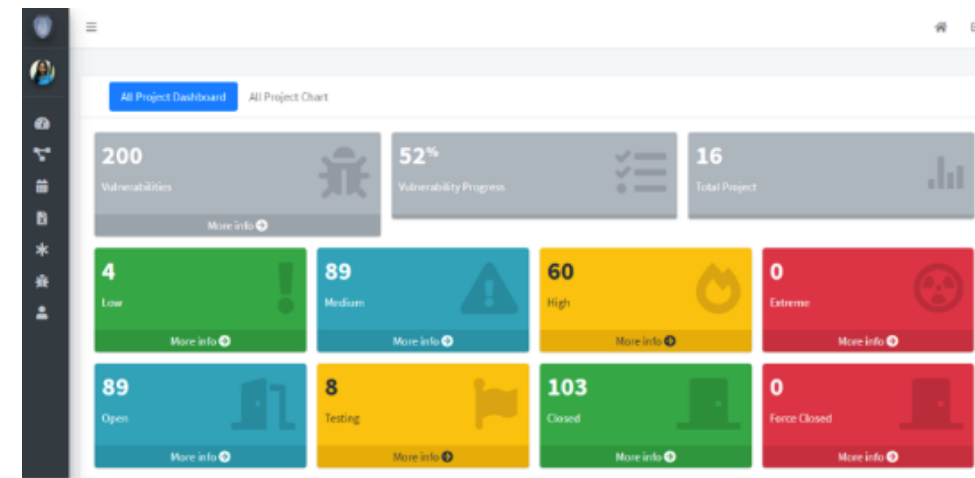 All Project Dashboard All Project Chart
200 52% 16
Vulnerabilities Vulnerability Progress Total Project
More info
4 89 60 0
Low Medium High Extreme
More info More info More info More info
89 8 103 0
Open Testing Closed Force Closed
More info More info More info More info